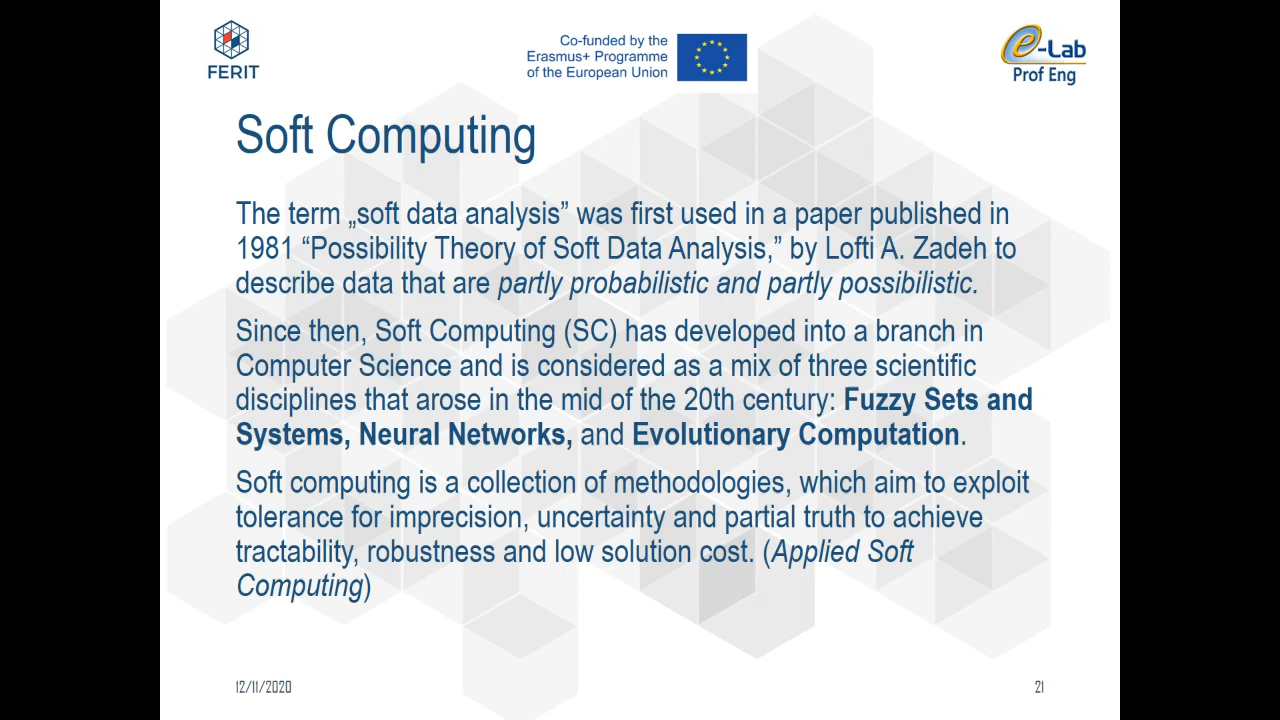 FERIT
Co-funded by the
Erasmus+ Programme
of the European Union
e-Lab
Prof Eng
Soft Computing
The term „soft data analysis” was first used in a paper published in
1981 “Possibility Theory of Soft Data Analysis,” by Lofti A. Zadeh to
describe data that are partly probabilistic and partly possibilistic.
Since then, Soft Computing (SC) has developed into a branch in
Computer Science and is considered as a mix of three scientific
disciplines that arose in the mid of the 20th century: Fuzzy Sets and
Systems, Neural Networks, and Evolutionary Computation.
Soft computing is a collection of methodologies, which aim to exploit
tolerance for imprecision, uncertainty and partial truth to achieve
tractability, robustness and low solution cost. (Applied Soft
Computing)
12/11/2020
21